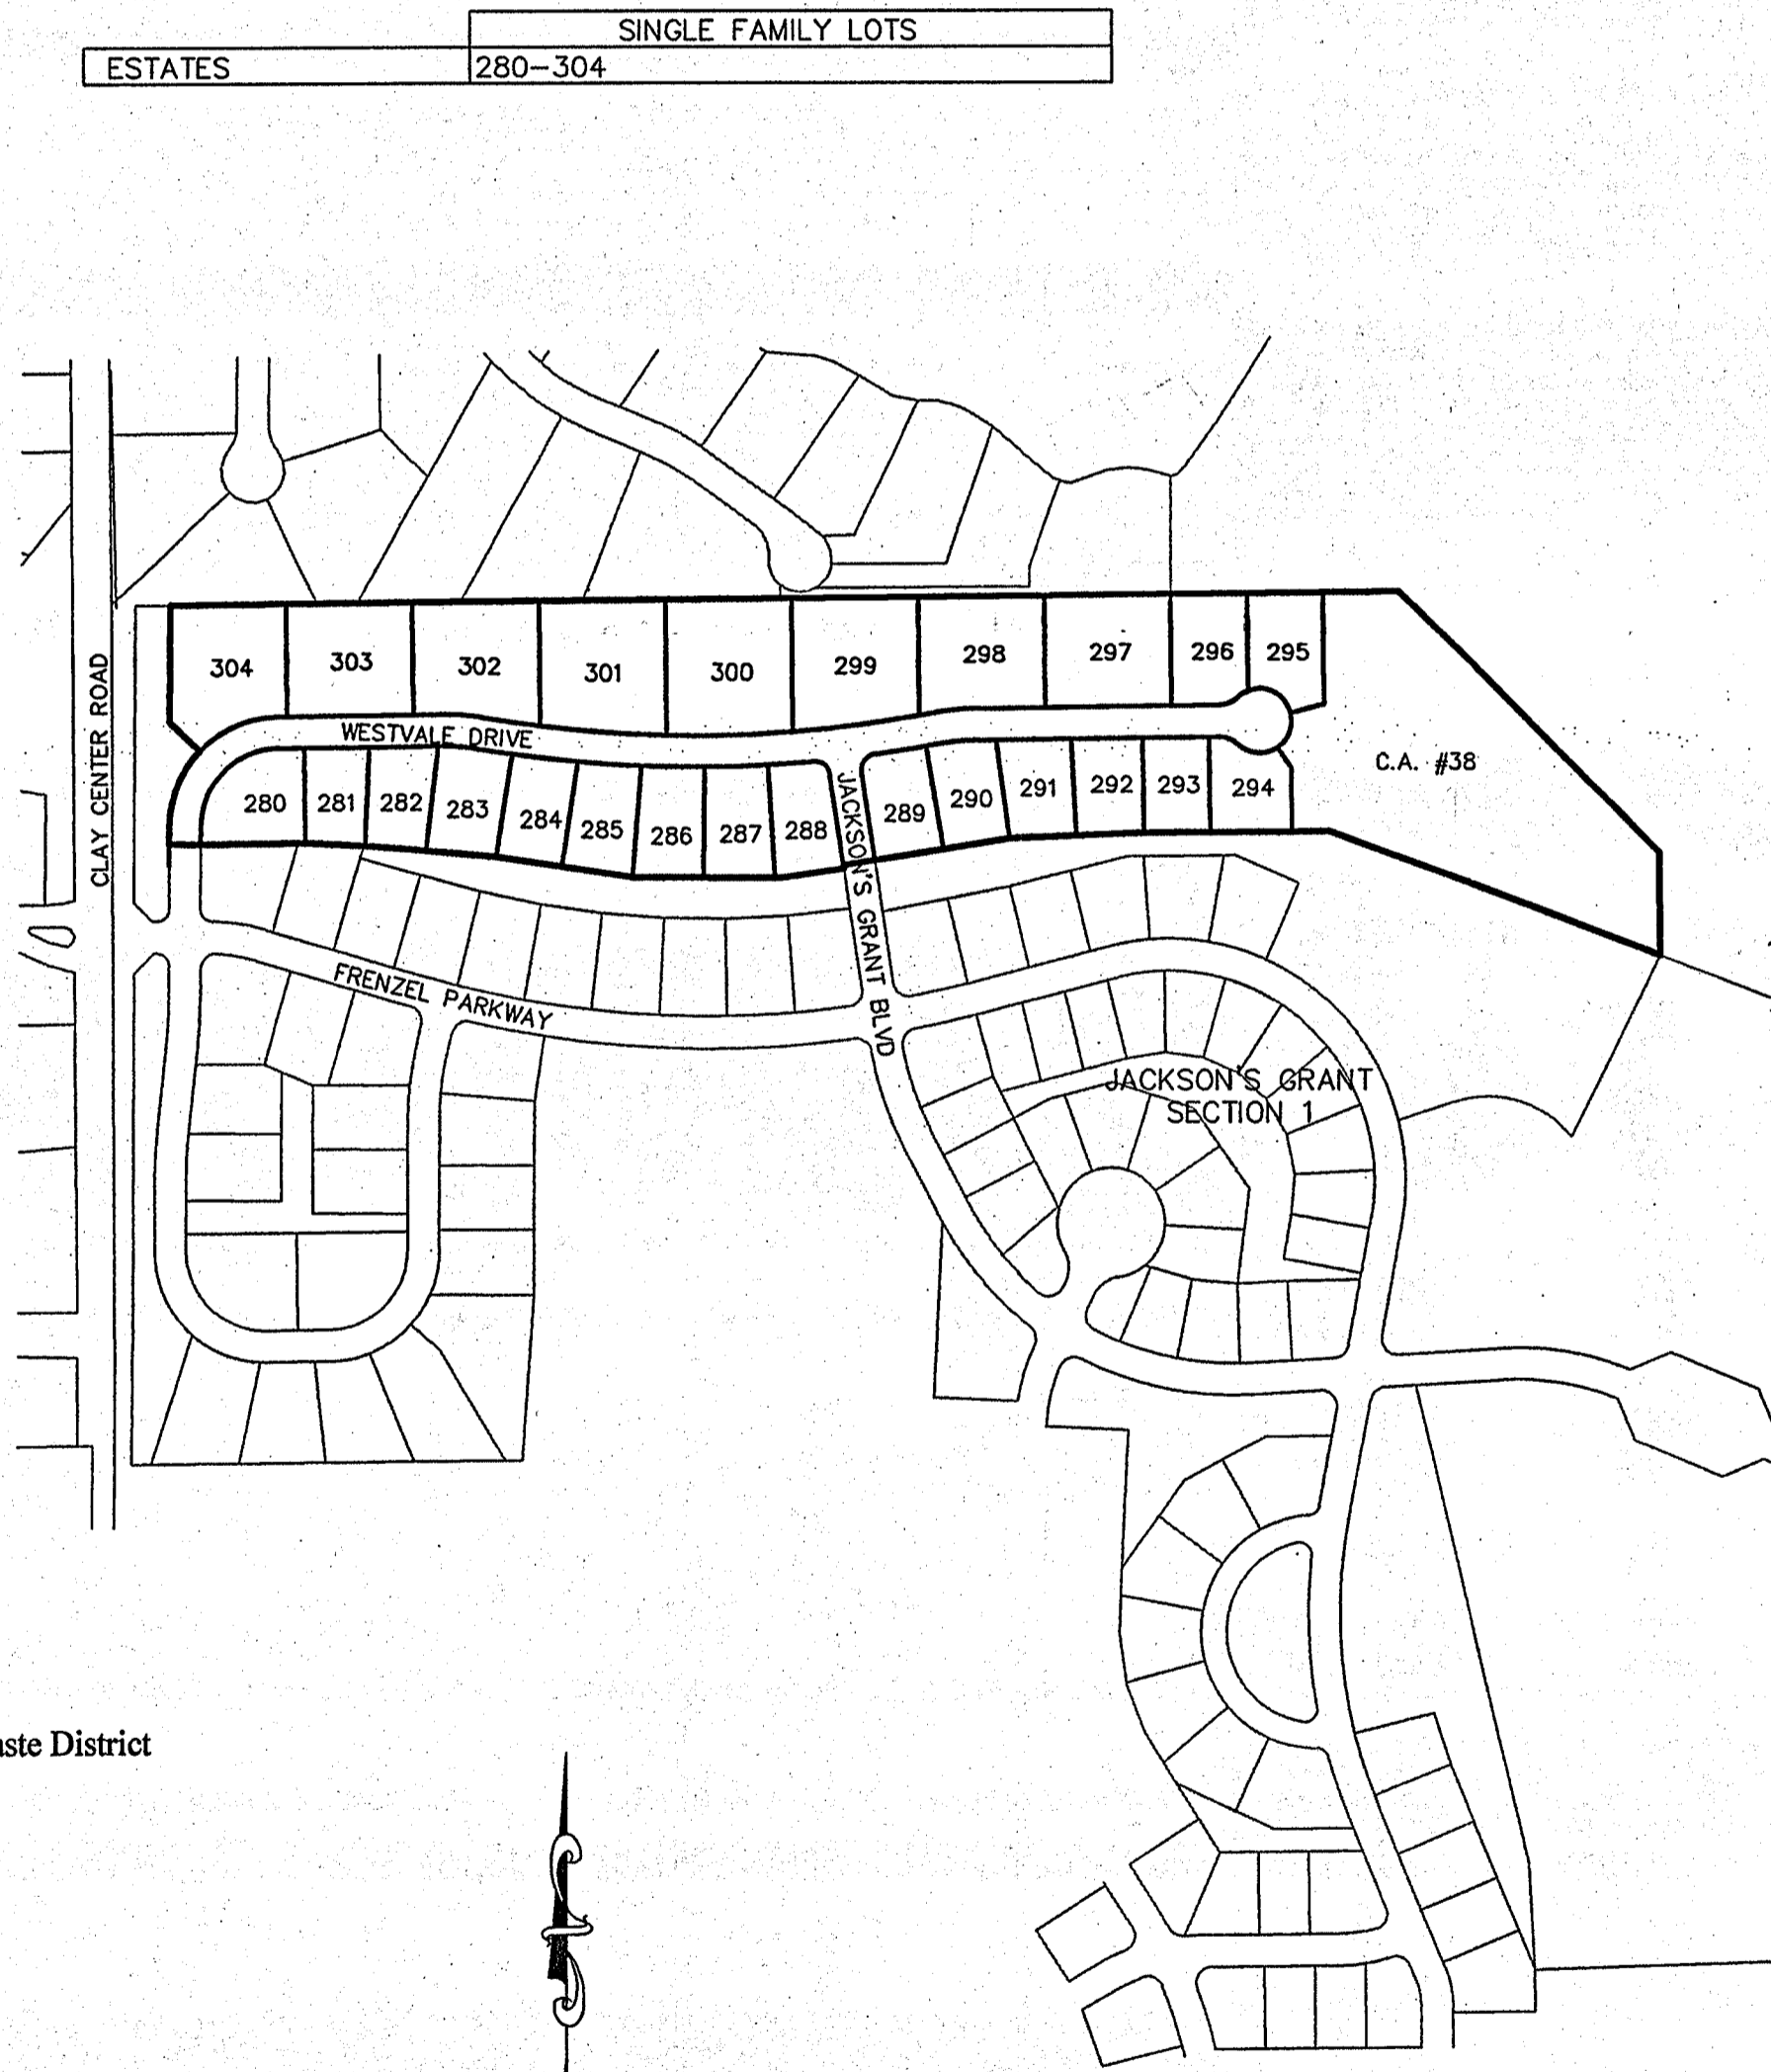 SINGLE FAMILY LOTS
ESTATES 280-304
304 303 302 301 300 299 298 297 296 295
WESTVALE DRIVE
CLAY CENTER ROAD
C.A. #38
280 281 282 283 284 285 286 287 288 289 290 291 292 293 294
JACKSON'S GRANT BLVD
FRENZEL PARKWAY
JACKSON'S GRANT
SECTION 1
District